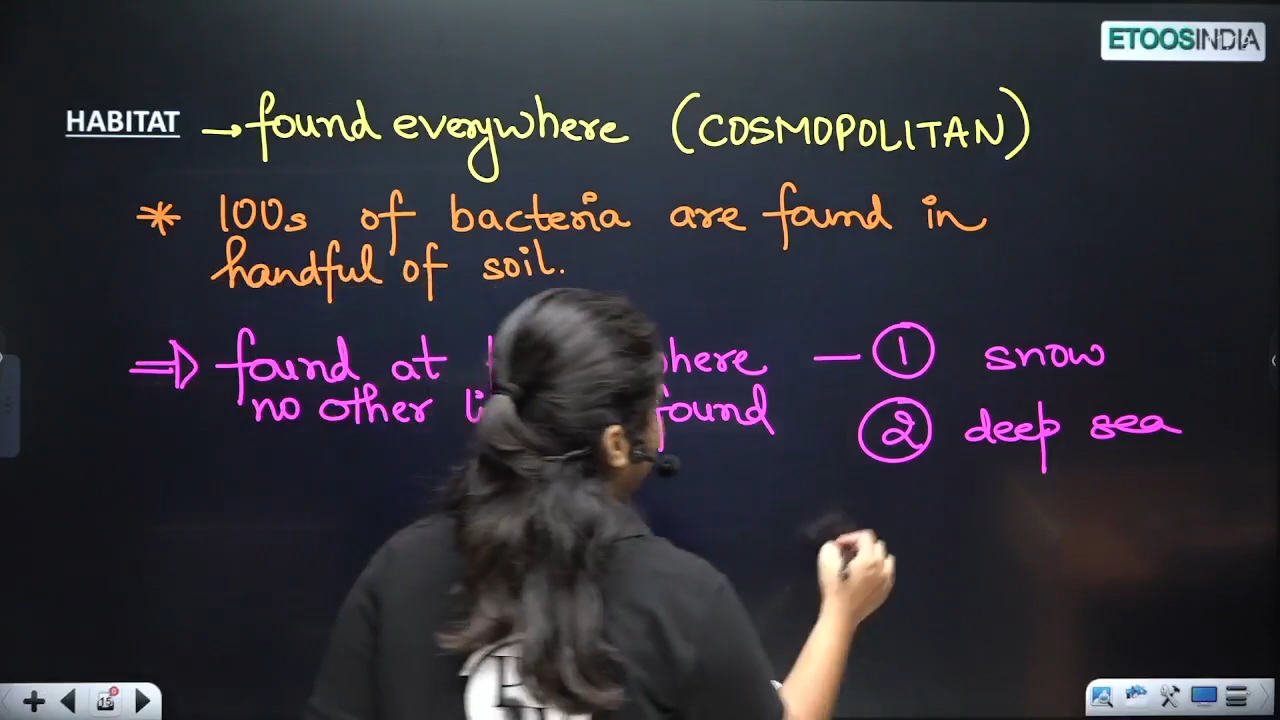 ETOOSINDIA
HABITAT → found everywhere (COSMOPOLITAN)
* 100s of bacteria are found in
handful of soil.
⇒ found at here — ① snow
no other found
② deep sea
15